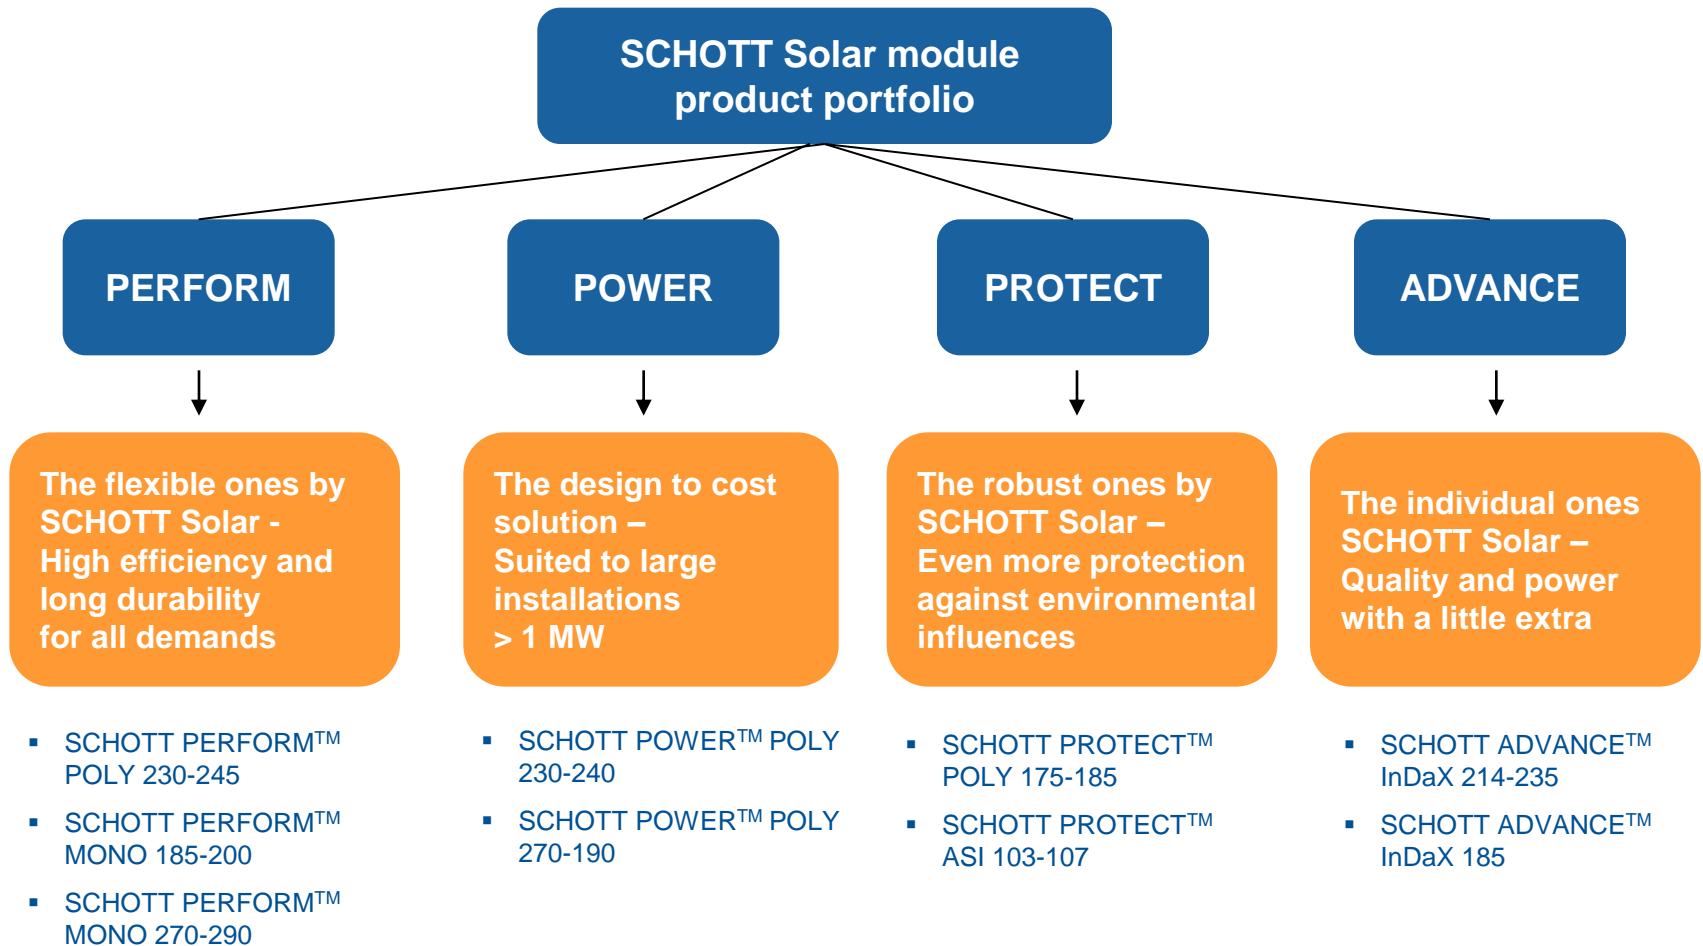 SCHOTT Solar module
product portfolio
PERFORM
POWER
PROTECT
ADVANCE
The flexible ones by
SCHOTT Solar -
High efficiency and
long durability
for all demands
The design to cost
solution –
Suited to large
installations
> 1 MW
The robust ones by
SCHOTT Solar –
Even more protection
against environmental
influences
The individual ones
SCHOTT Solar –
Quality and power
with a little extra
▪ SCHOTT PERFORM™
POLY 230-245
▪ SCHOTT PERFORM™
MONO 185-200
▪ SCHOTT PERFORM™
MONO 270-290
▪ SCHOTT POWER™ POLY
230-240
▪ SCHOTT POWER™ POLY
270-190
▪ SCHOTT PROTECT™
POLY 175-185
▪ SCHOTT PROTECT™
ASI 103-107
▪ SCHOTT ADVANCE™
InDaX 214-235
▪ SCHOTT ADVANCE™
InDaX 185